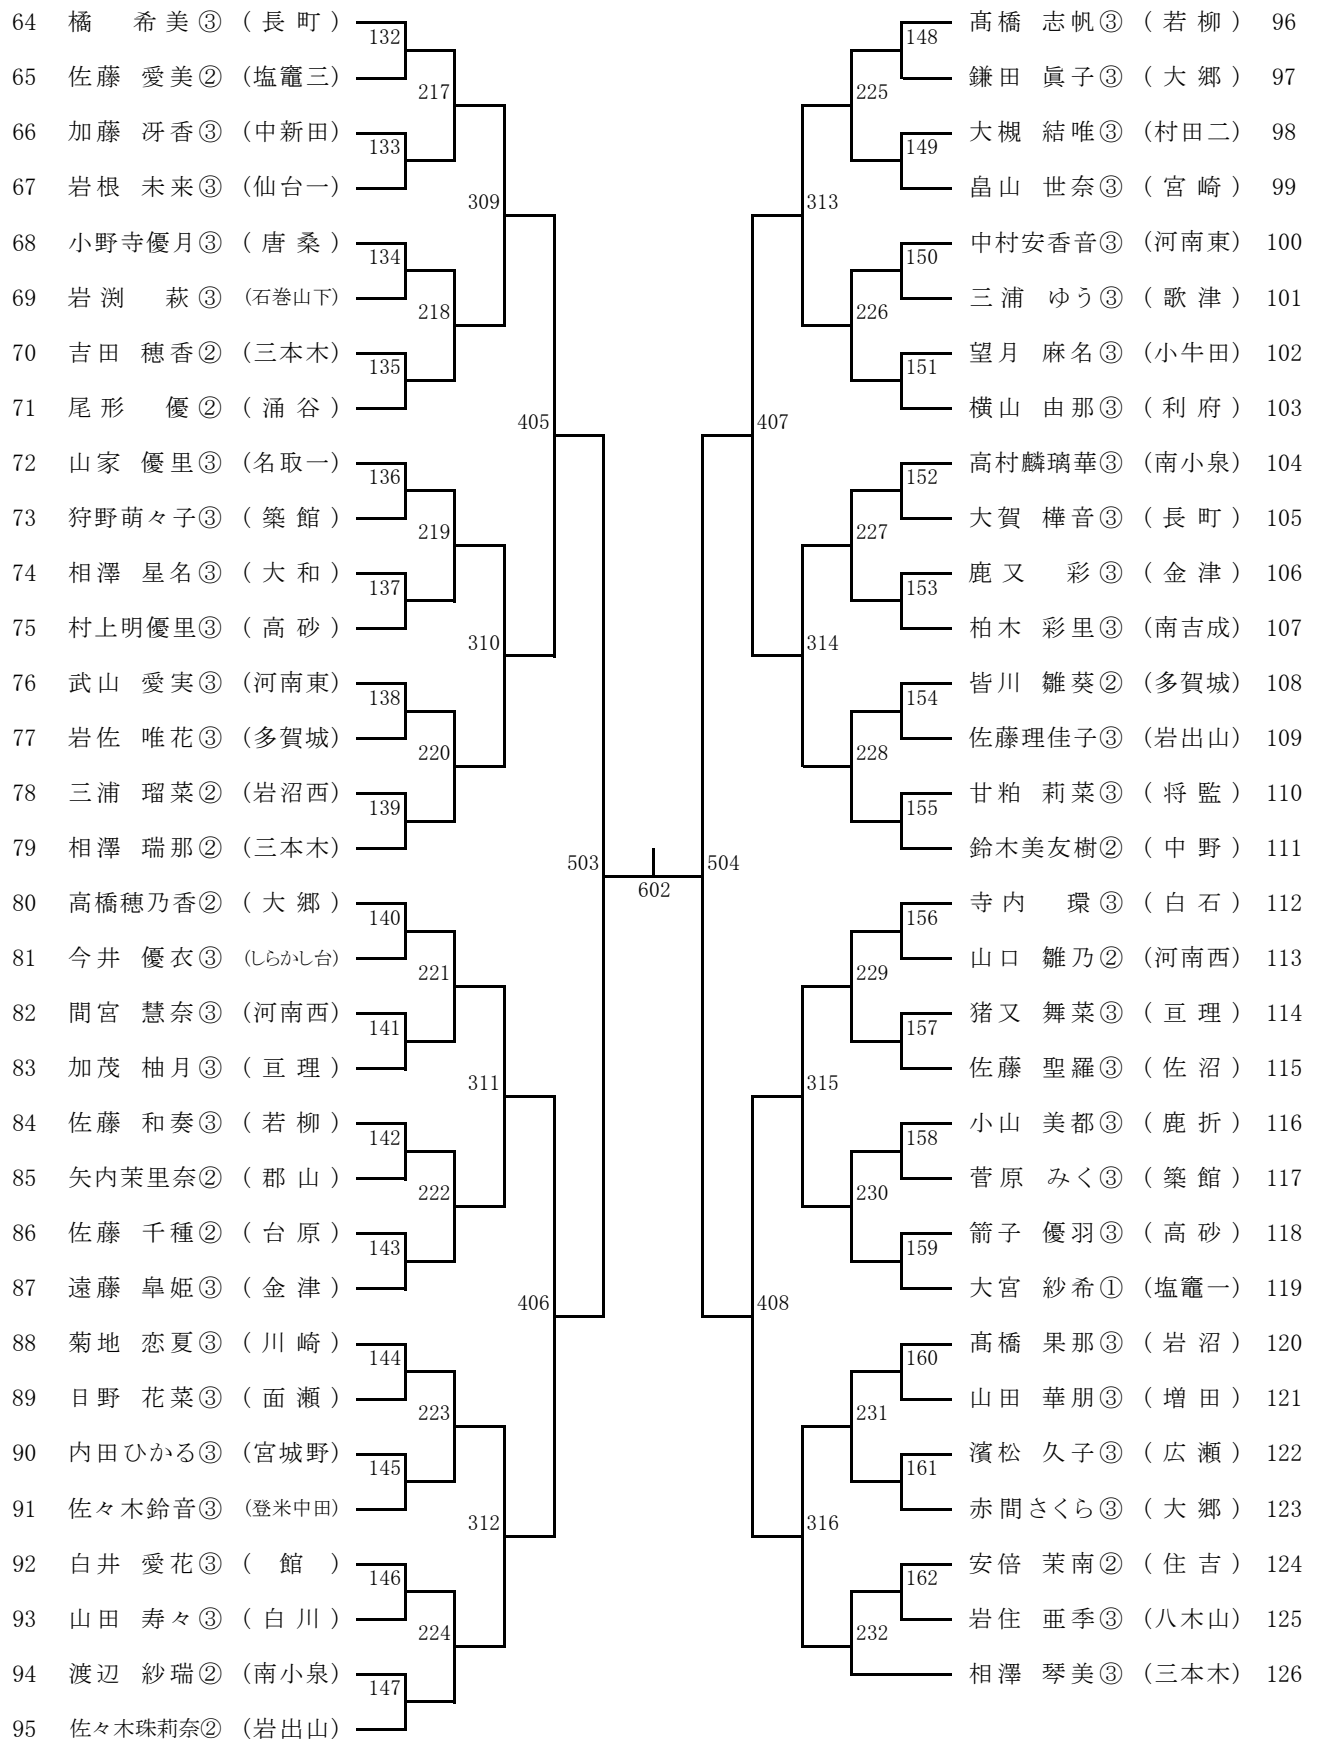 64 橘 希美③ (長町)
65 佐藤 愛美② (塩竈三)
66 加藤 冴香③ (中新田)
67 岩根 未来③ (仙台一)
68 小野寺優月③ (唐桑)
69 岩渕 萩③ (石巻山下)
70 吉田 穂香② (三本木)
71 尾形 優② (涌谷)
72 山家 優里③ (名取一)
73 狩野萌々子③ (築館)
74 相澤 星名③ (大和)
75 村上明優里③ (高砂)
76 武山 愛実③ (河南東)
77 岩佐 唯花③ (多賀城)
78 三浦 瑠菜② (岩沼西)
79 相澤 瑞那② (三本木)
80 高橋穂乃香② (大郷)
81 今井 優衣③ (しらかし台)
82 間宮 慧奈③ (河南西)
83 加茂 柚月③ (亘理)
84 佐藤 和奏③ (若柳)
85 矢内茉里奈② (郡山)
86 佐藤 千種② (台原)
87 遠藤 皐姫③ (金津)
88 菊地 恋夏③ (川崎)
89 日野 花菜③ (面瀬)
90 内田ひかる③ (宮城野)
91 佐々木鈴音③ (登米中田)
92 白井 愛花③ (館)
93 山田 寿々③ (白川)
94 渡辺 紗瑞② (南小泉)
95 佐々木珠莉奈② (岩出山)
132
133
134
135
136
137
138
139
140
141
142
143
144
145
146
147
217
218
219
220
221
222
223
224
309
310
311
312
405
406
503
602
504
407
408
313
314
315
316
225
226
227
228
229
230
231
232
148
149
150
151
152
153
154
155
156
157
158
159
160
161
162
髙橋 志帆③ (若柳) 96
鎌田 眞子③ (大郷) 97
大槻 結唯③ (村田二) 98
畠山 世奈③ (宮崎) 99
中村安香音③ (河南東) 100
三浦 ゆう③ (歌津) 101
望月 麻名③ (小牛田) 102
横山 由那③ (利府) 103
高村麟璃華③ (南小泉) 104
大賀 樺音③ (長町) 105
鹿又 彩③ (金津) 106
柏木 彩里③ (南吉成) 107
皆川 雛葵② (多賀城) 108
佐藤理佳子③ (岩出山) 109
甘粕 莉菜③ (将監) 110
鈴木美友樹② (中野) 111
寺内 環③ (白石) 112
山口 雛乃② (河南西) 113
猪又 舞菜③ (亘理) 114
佐藤 聖羅③ (佐沼) 115
小山 美都③ (鹿折) 116
菅原 みく③ (築館) 117
箭子 優羽③ (高砂) 118
大宮 紗希① (塩竈一) 119
髙橋 果那③ (岩沼) 120
山田 華朋③ (増田) 121
濱松 久子③ (広瀬) 122
赤間さくら③ (大郷) 123
安倍 茉南② (住吉) 124
岩住 亜季③ (八木山) 125
相澤 琴美③ (三本木) 126